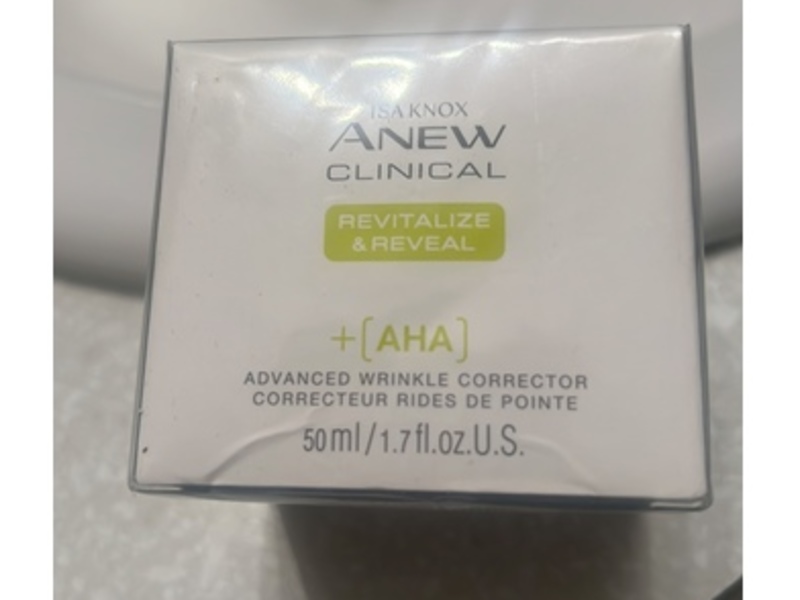 ISA KNOX
ANEW
CLINICAL
REVITALIZE
& REVEAL
+[AHA]
ADVANCED WRINKLE CORRECTOR
CORRECTEUR RIDES DE POINTE
50ml/1.7fl.oz.U.S.